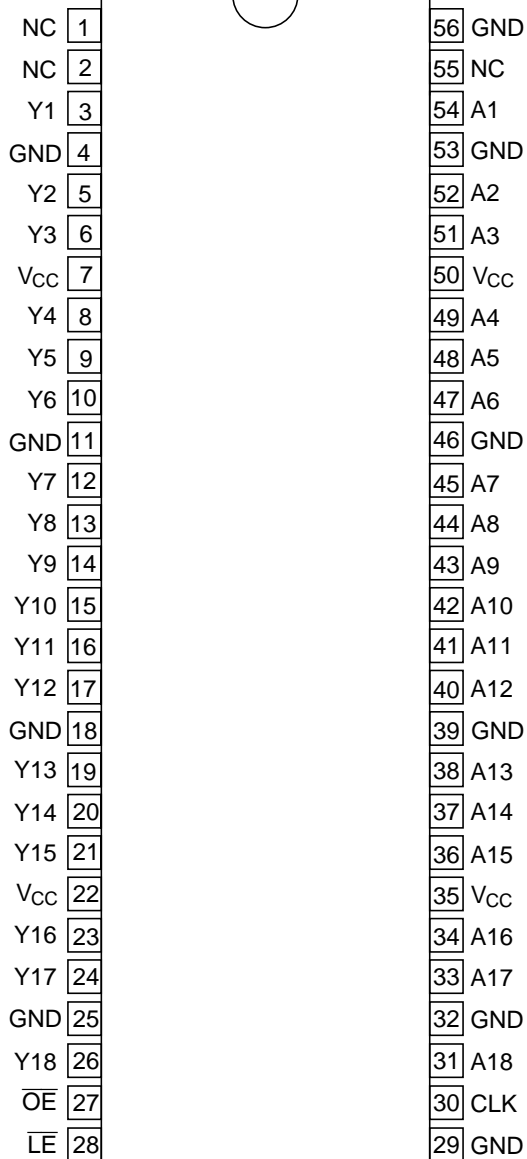 NC 1 56 GND
NC 2 55 NC
Y1 3 54 A1
GND 4 53 GND
Y2 5 52 A2
Y3 6 51 A3
VCC 7 50 VCC
Y4 8 49 A4
Y5 9 48 A5
Y6 10 47 A6
GND 11 46 GND
Y7 12 45 A7
Y8 13 44 A8
Y9 14 43 A9
Y10 15 42 A10
Y11 16 41 A11
Y12 17 40 A12
GND 18 39 GND
Y13 19 38 A13
Y14 20 37 A14
Y15 21 36 A15
VCC 22 35 VCC
Y16 23 34 A16
Y17 24 33 A17
GND 25 32 GND
Y18 26 31 A18
O̅E̅ 27 30 CLK
L̅E̅ 28 29 GND